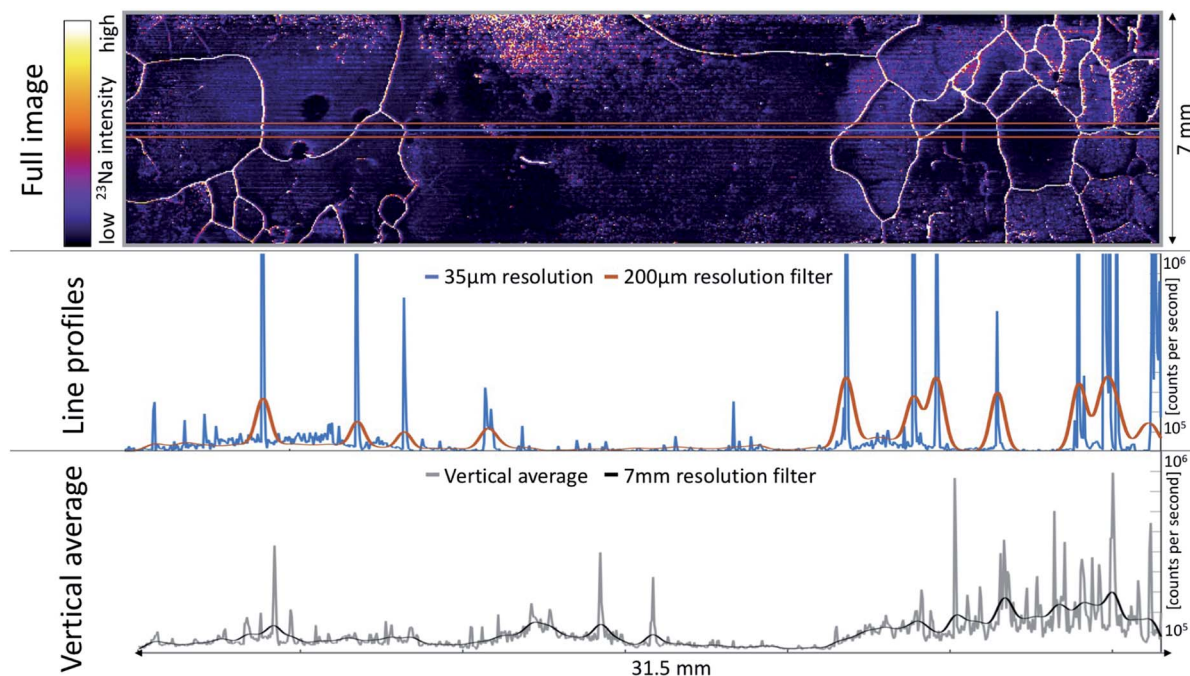 Full image
high
²³Na intensity
low
7 mm
Line profiles
35μm resolution
200μm resolution filter
10⁶
[counts per second]
10⁵
Vertical average
Vertical average
7mm resolution filter
10⁶
[counts per second]
10⁵
31.5 mm